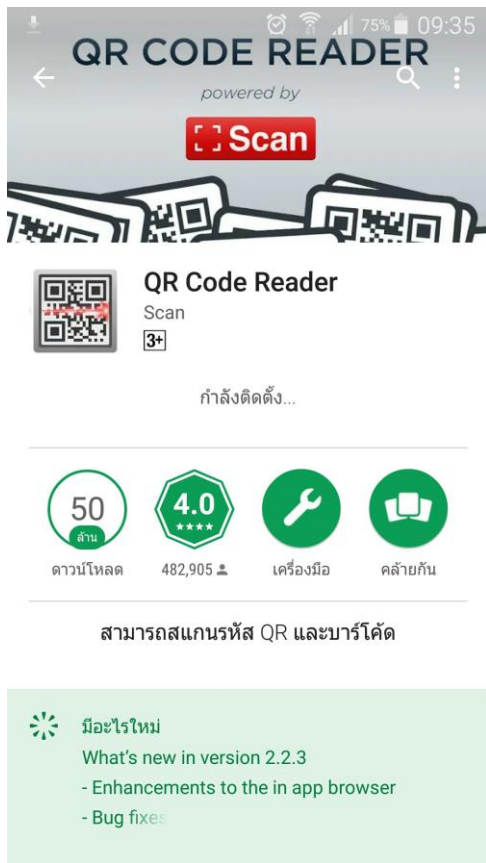 75% 09:35
QR CODE READER
powered by
Scan
QR Code Reader
Scan
3+
กำลังติดตั้ง...
50
ล้าน
4.0
ดาวน์โหลด
482,905
เครื่องมือ
คล้ายกัน
สามารถสแกนรหัส QR และบาร์โค้ด
มีอะไรใหม่
What's new in version 2.2.3
- Enhancements to the in app browser
- Bug fixes